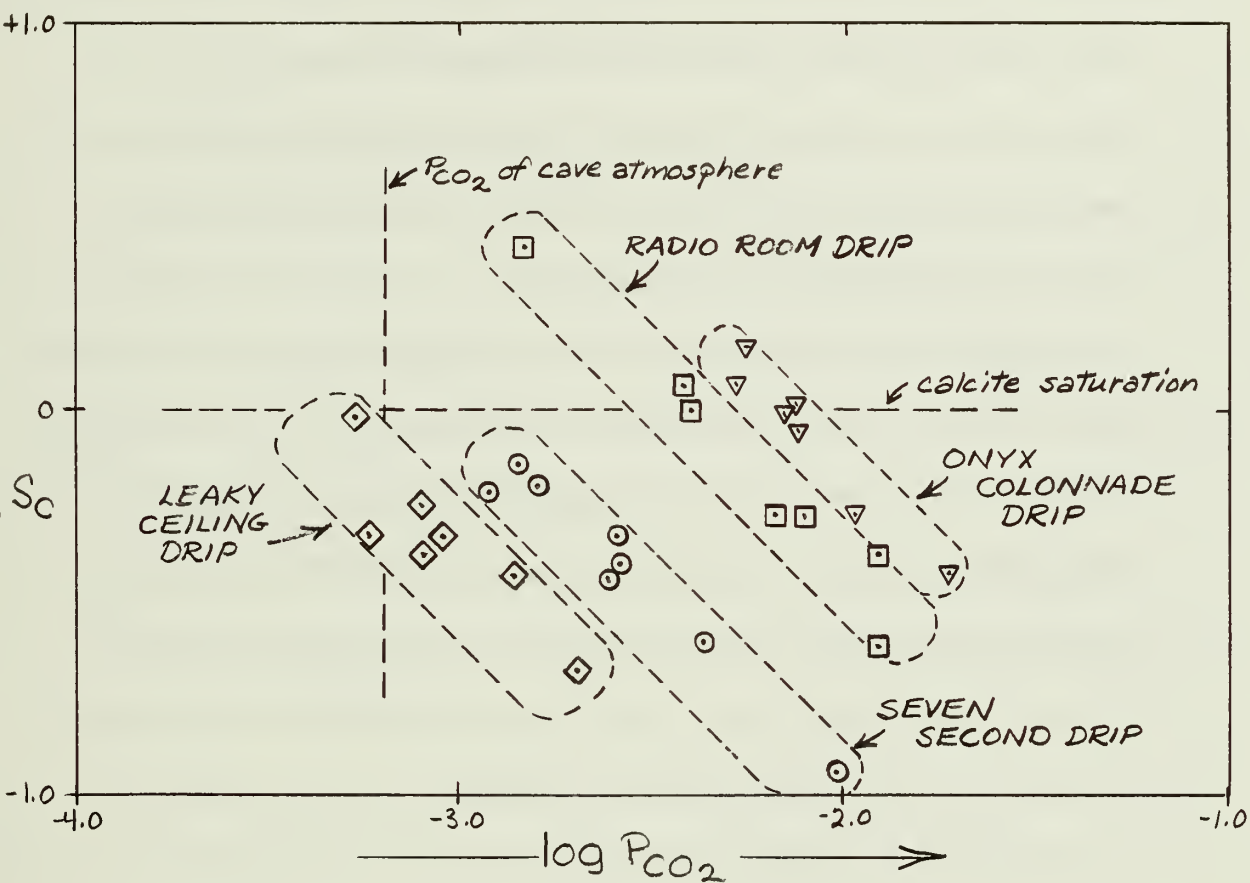 +1.0
P_CO2 of cave atmosphere
RADIO ROOM DRIP
0
calcite saturation
S_C
LEAKY
CEILING
DRIP
ONYX
COLONNADE
DRIP
SEVEN
SECOND DRIP
-1.0
-4.0
-3.0
-2.0
-1.0
log P_CO2